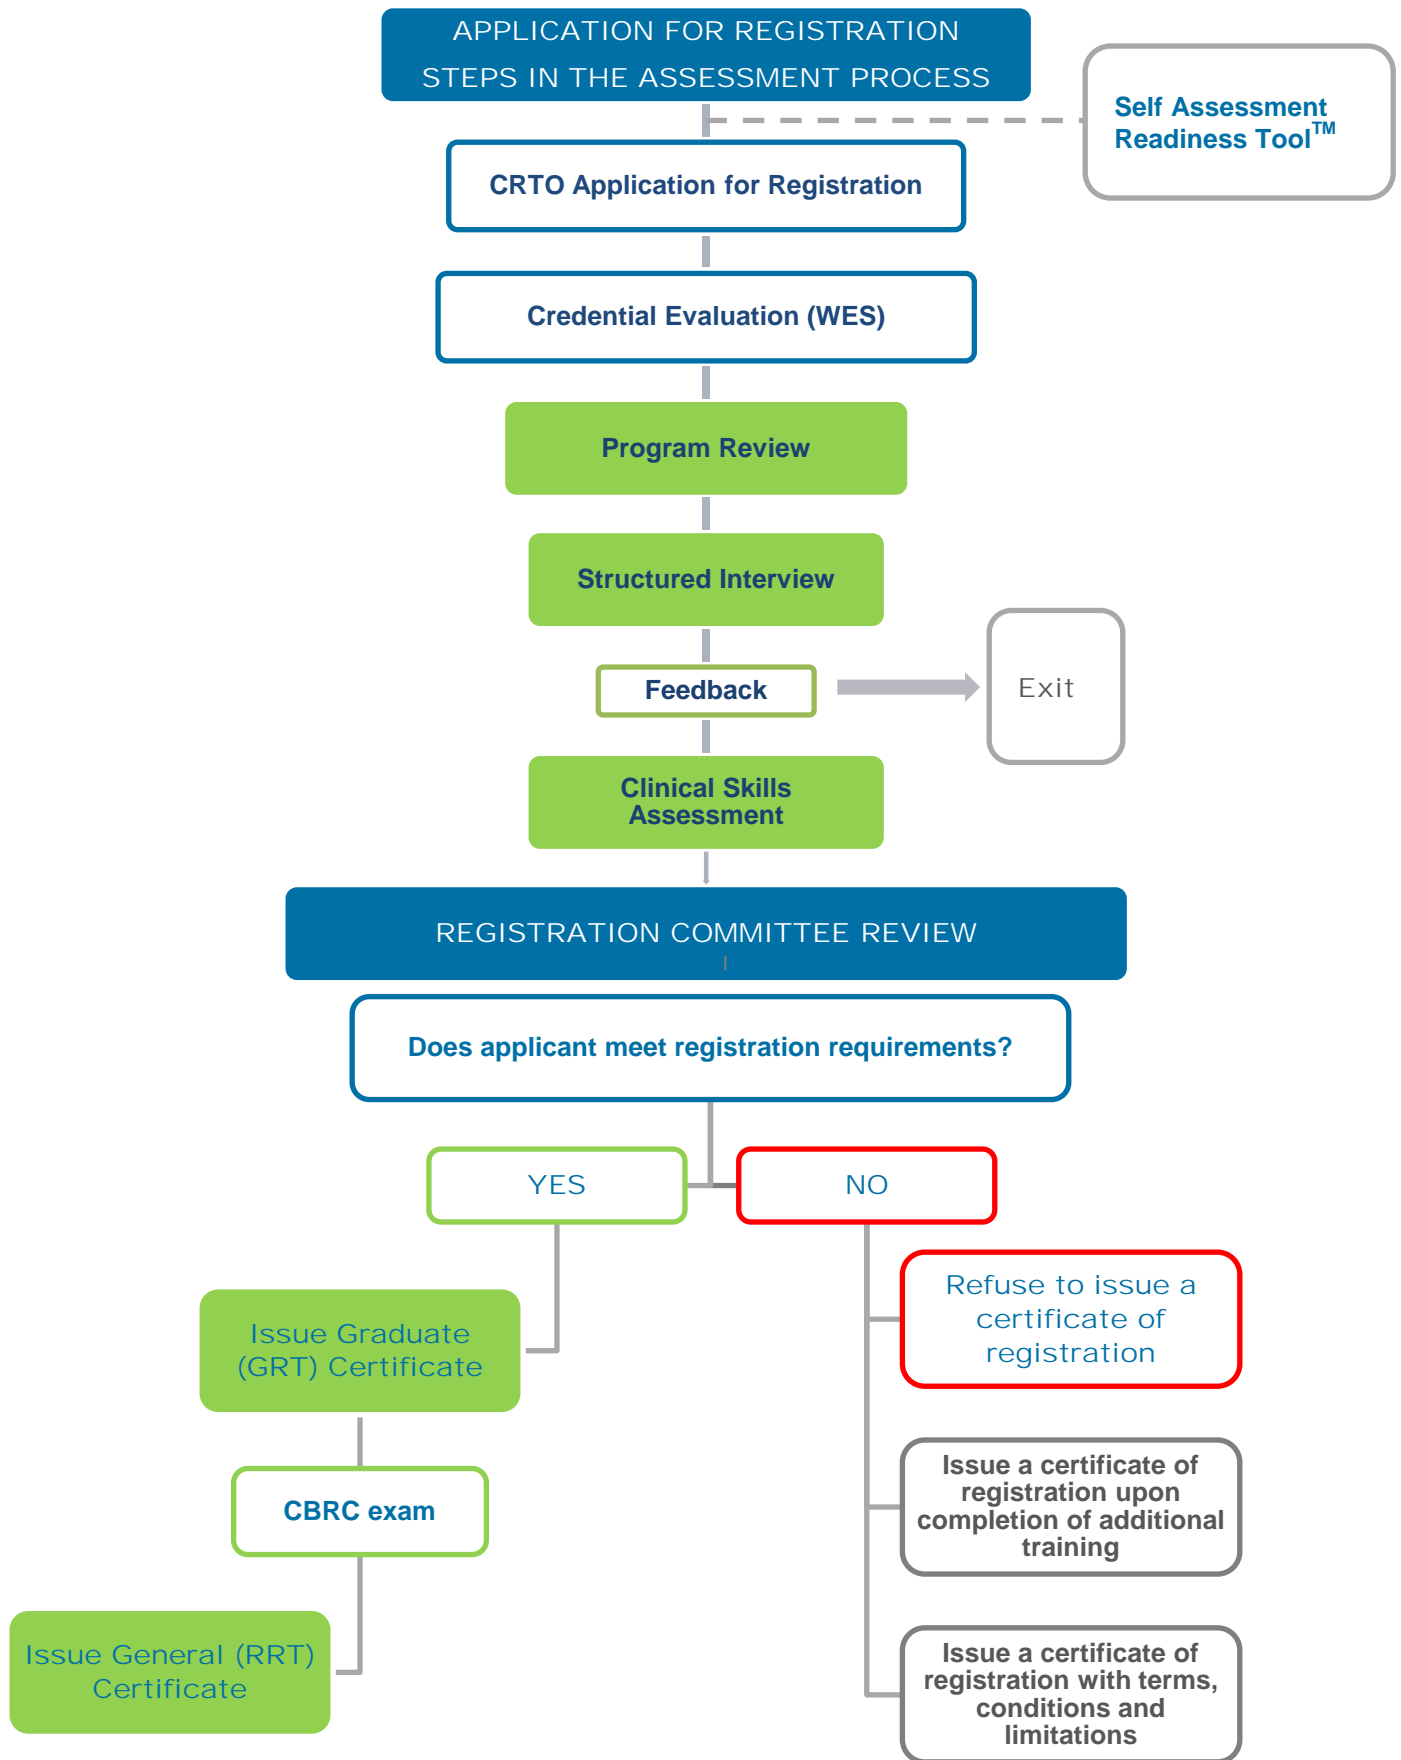 APPLICATION FOR REGISTRATION
STEPS IN THE ASSESSMENT PROCESS
Self Assessment
Readiness Tool™
CRTO Application for Registration
Credential Evaluation (WES)
Program Review
Structured Interview
Feedback
Exit
Clinical Skills
Assessment
REGISTRATION COMMITTEE REVIEW
Does applicant meet registration requirements?
YES
NO
Refuse to issue a
certificate of
registration
Issue Graduate
(GRT) Certificate
Issue a certificate of
registration upon
completion of additional
training
CBRC exam
Issue General (RRT)
Certificate
Issue a certificate of
registration with terms,
conditions and
limitations